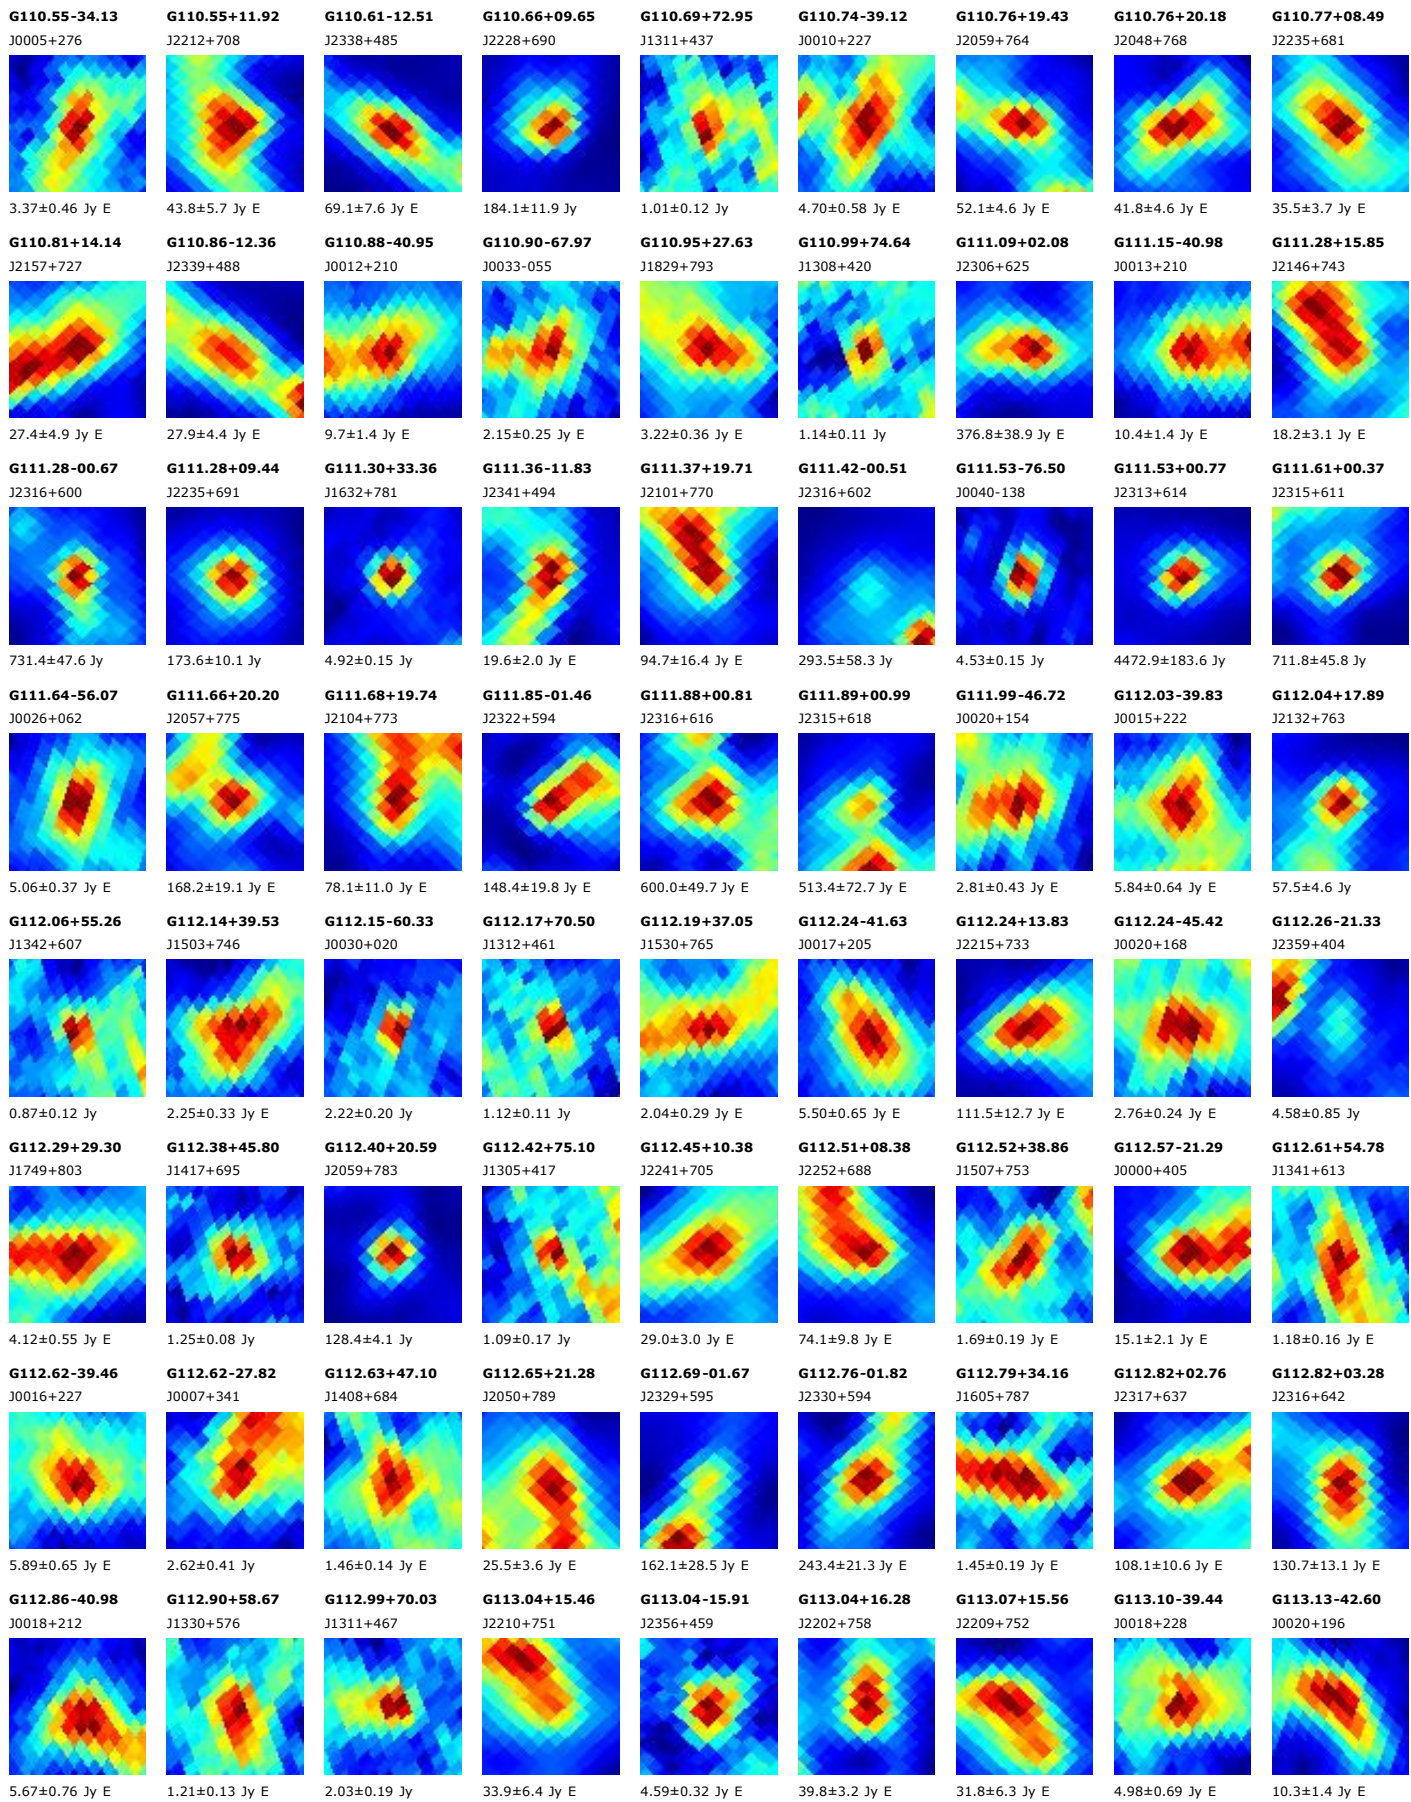 G110.55-34.13 G110.55+11.92 G110.61-12.51 G110.66+09.65 G110.69+72.95 G110.74-39.12 G110.76+19.43 G110.76+20.18 G110.77+08.49
J0005+276 J2212+708 J2338+485 J2228+690 J1311+437 J0010+227 J2059+764 J2048+768 J2235+681
3.37±0.46 Jy E 43.8±5.7 Jy E 69.1±7.6 Jy E 184.1±11.9 Jy 1.01±0.12 Jy 4.70±0.58 Jy E 52.1±4.6 Jy E 41.8±4.6 Jy E 35.5±3.7 Jy E
G110.81+14.14 G110.86-12.36 G110.88-40.95 G110.90-67.97 G110.95+27.63 G110.99+74.64 G111.09+02.08 G111.15-40.98 G111.28+15.85
J2157+727 J2339+488 J0012+210 J0033-055 J1829+793 J1308+420 J2306+625 J0013+210 J2146+743
27.4±4.9 Jy E 27.9±4.4 Jy E 9.7±1.4 Jy E 2.15±0.25 Jy E 3.22±0.36 Jy E 1.14±0.11 Jy 376.8±38.9 Jy E 10.4±1.4 Jy E 18.2±3.1 Jy E
G111.28-00.67 G111.28+09.44 G111.30+33.36 G111.36-11.83 G111.37+19.71 G111.42-00.51 G111.53-76.50 G111.53+00.77 G111.61+00.37
J2316+600 J2235+691 J1632+781 J2341+494 J2101+770 J2316+602 J0040-138 J2313+614 J2315+611
731.4±47.6 Jy 173.6±10.1 Jy 4.92±0.15 Jy 19.6±2.0 Jy E 94.7±16.4 Jy E 293.5±58.3 Jy 4.53±0.15 Jy 4472.9±183.6 Jy 711.8±45.8 Jy
G111.64-56.07 G111.66+20.20 G111.68+19.74 G111.85-01.46 G111.88+00.81 G111.89+00.99 G111.99-46.72 G112.03-39.83 G112.04+17.89
J0026+062 J2057+775 J2104+773 J2322+594 J2316+616 J2315+618 J0020+154 J0015+222 J2132+763
5.06±0.37 Jy E 168.2±19.1 Jy E 78.1±11.0 Jy E 148.4±19.8 Jy E 600.0±49.7 Jy E 513.4±72.7 Jy E 2.81±0.43 Jy E 5.84±0.64 Jy E 57.5±4.6 Jy
G112.06+55.26 G112.14+39.53 G112.15-60.33 G112.17+70.50 G112.19+37.05 G112.24-41.63 G112.24+13.83 G112.24-45.42 G112.26-21.33
J1342+607 J1503+746 J0030+020 J1312+461 J1530+765 J0017+205 J2215+733 J0020+168 J2359+404
0.87±0.12 Jy 2.25±0.33 Jy E 2.22±0.20 Jy 1.12±0.11 Jy 2.04±0.29 Jy E 5.50±0.65 Jy E 111.5±12.7 Jy E 2.76±0.24 Jy E 4.58±0.85 Jy
G112.29+29.30 G112.38+45.80 G112.40+20.59 G112.42+75.10 G112.45+10.38 G112.51+08.38 G112.52+38.86 G112.57-21.29 G112.61+54.78
J1749+803 J1417+695 J2059+783 J1305+417 J2241+705 J2252+688 J1507+753 J0000+405 J1341+613
4.12±0.55 Jy E 1.25±0.08 Jy 128.4±4.1 Jy 1.09±0.17 Jy 29.0±3.0 Jy E 74.1±9.8 Jy E 1.69±0.19 Jy E 15.1±2.1 Jy E 1.18±0.16 Jy E
G112.62-39.46 G112.62-27.82 G112.63+47.10 G112.65+21.28 G112.69-01.67 G112.76-01.82 G112.79+34.16 G112.82+02.76 G112.82+03.28
J0016+227 J0007+341 J1408+684 J2050+789 J2329+595 J2330+594 J1605+787 J2317+637 J2316+642
5.89±0.65 Jy E 2.62±0.41 Jy 1.46±0.14 Jy E 25.5±3.6 Jy E 162.1±28.5 Jy E 243.4±21.3 Jy E 1.45±0.19 Jy E 108.1±10.6 Jy E 130.7±13.1 Jy E
G112.86-40.98 G112.90+58.67 G112.99+70.03 G113.04+15.46 G113.04-15.91 G113.04+16.28 G113.07+15.56 G113.10-39.44 G113.13-42.60
J0018+212 J1330+576 J1311+467 J2210+751 J2356+459 J2202+758 J2209+752 J0018+228 J0020+196
5.67±0.76 Jy E 1.21±0.13 Jy E 2.03±0.19 Jy 33.9±6.4 Jy E 4.59±0.32 Jy E 39.8±3.2 Jy E 31.8±6.3 Jy E 4.98±0.69 Jy E 10.3±1.4 Jy E